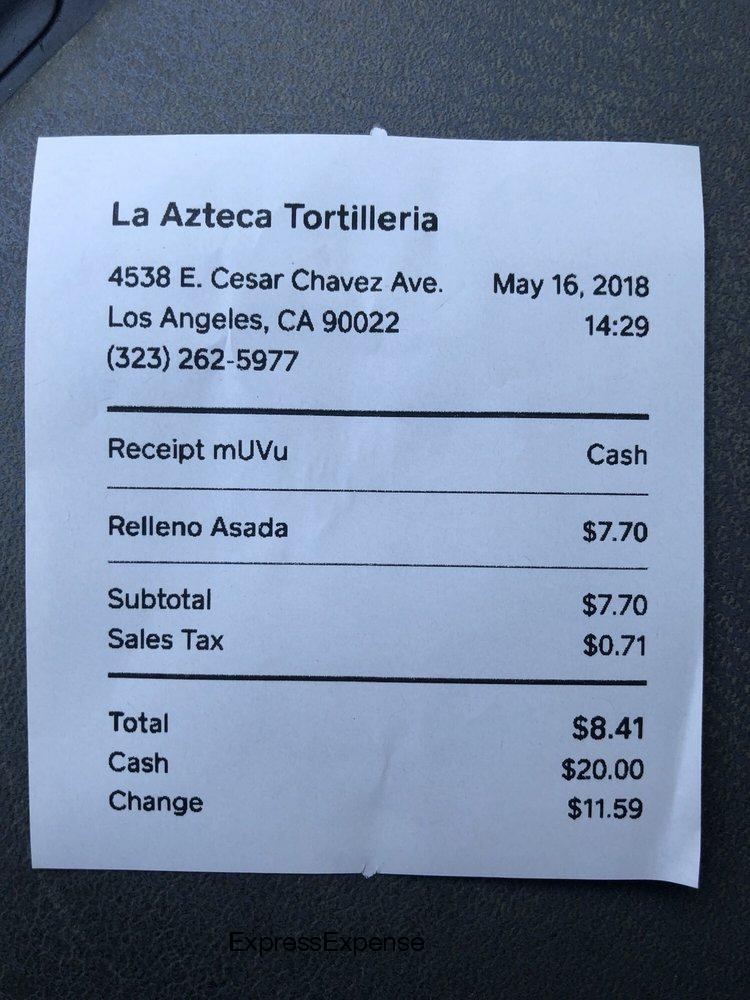 La Azteca Tortilleria
4538 E. Cesar Chavez Ave. May 16, 2018
Los Angeles, CA 90022 14:29
(323) 262-5977
Receipt mUVu Cash
Relleno Asada $7.70
Subtotal $7.70
Sales Tax $0.71
Total $8.41
Cash $20.00
Change $11.59
ExpressExpense